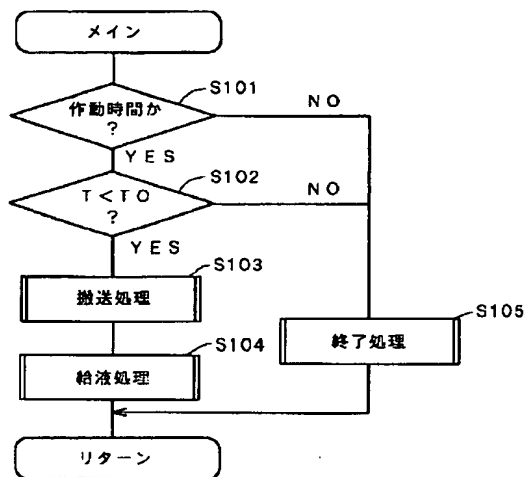 メイン
S101
作動時間か
?
NO
YES
S102
T<TO
?
NO
YES
S103
搬送処理
S105
終了処理
S104
給液処理
リターン